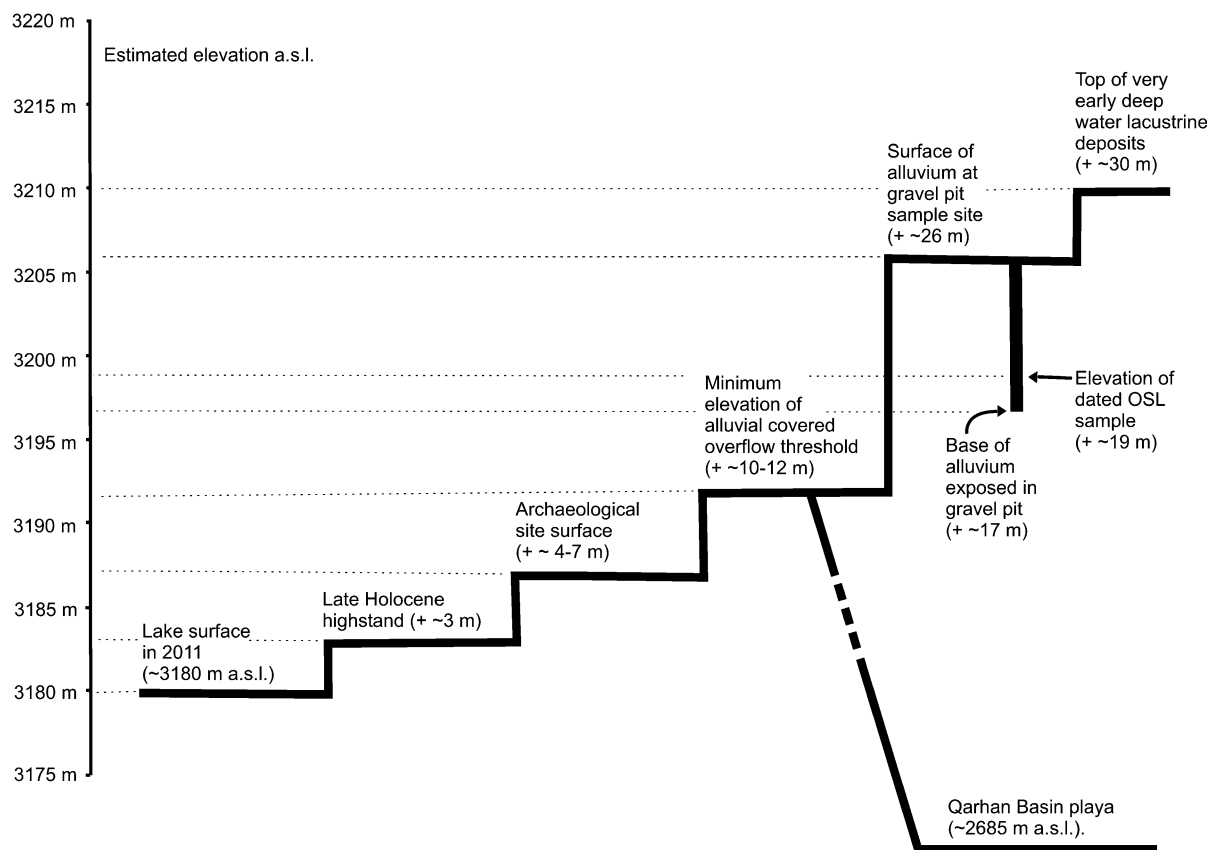 3220 m
Estimated elevation a.s.l.
3215 m
3210 m
3205 m
3200 m
3195 m
3190 m
3185 m
3180 m
3175 m
Lake surface
in 2011
(~3180 m a.s.l.)
Late Holocene
highstand (+ ~3 m)
Archaeological
site surface
(+ ~ 4-7 m)
Minimum
elevation of
alluvial covered
overflow threshold
(+ ~10-12 m)
Surface of
alluvium at
gravel pit
sample site
(+ ~26 m)
Top of very
early deep
water lacustrine
deposits
(+ ~30 m)
Elevation of
dated OSL
sample
(+ ~19 m)
Base of
alluvium
exposed in
gravel pit
(+ ~17 m)
Qarhan Basin playa
(~2685 m a.s.l.).